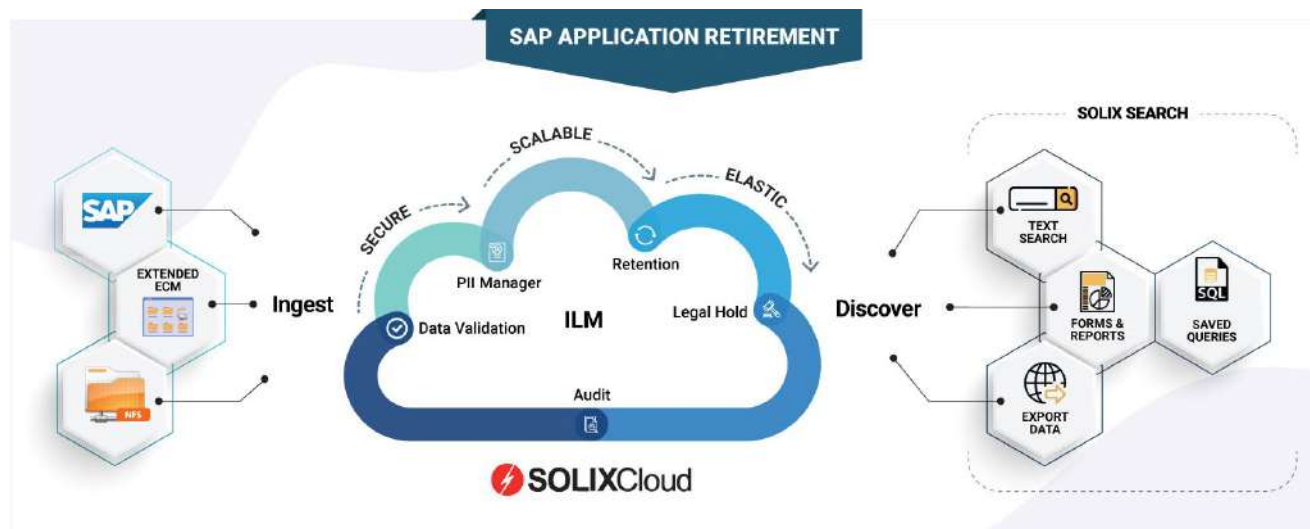 SAP APPLICATION RETIREMENT
SOLIX SEARCH
SECURE
SCALABLE
ELASTIC
SAP
EXTENDED
ECM
NFS
Ingest
PII Manager
Retention
Data Validation
ILM
Legal Hold
Audit
Discover
TEXT
SEARCH
FORMS &
REPORTS
SQL
SAVED
QUERIES
EXPORT
DATA
SOLIXCloud